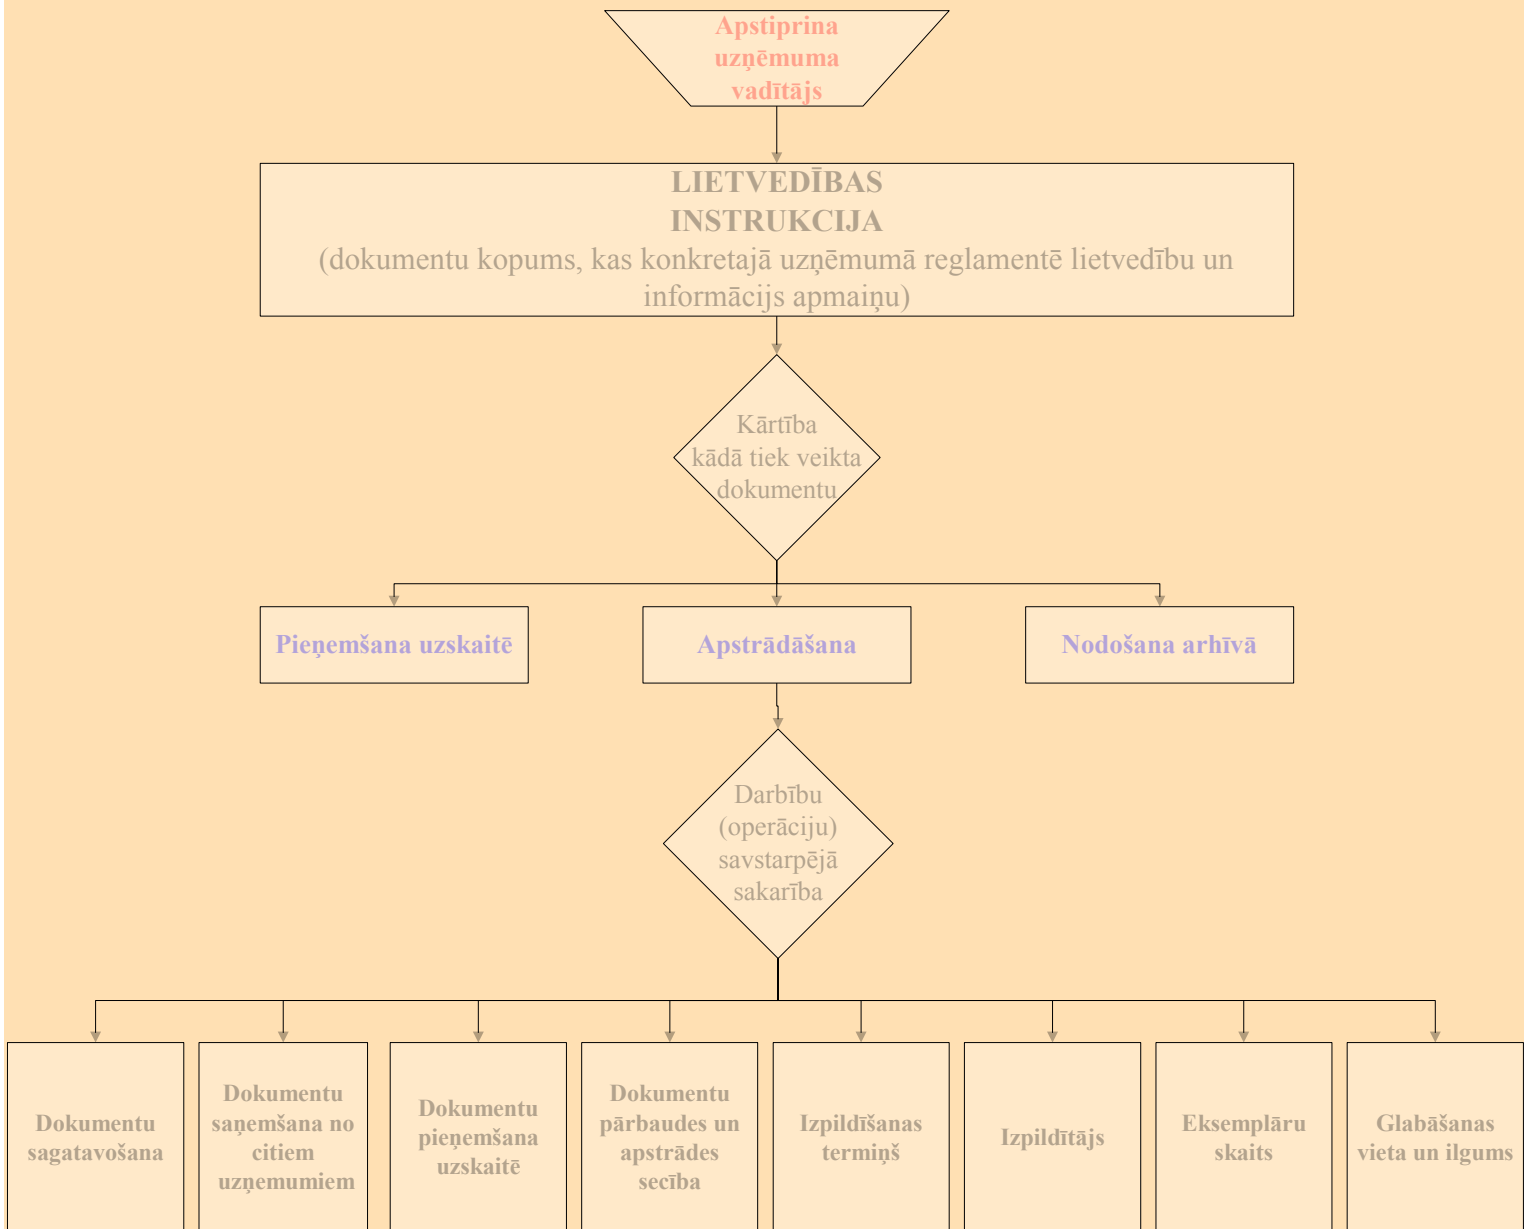 Apstiprina
uzņēmuma
vadītājs
LIETVEDĪBAS
INSTRUKCIJA
(dokumentu kopums, kas konkretajā uzņēmumā reglamentē lietvedību un
informācijs apmaiņu)
Kārtība
kādā tiek veikta
dokumentu
Pieņemšana uzskaitē
Apstrādāšana
Nodošana arhīvā
Darbību
(operāciju)
savstarpējā
sakarība
Dokumentu
sagatavošana
Dokumentu
saņemšana no
citiem
uzņemumiem
Dokumentu
pieņemšana
uzskaitē
Dokumentu
pārbaudes un
apstrādes
secība
Izpildīšanas
termiņš
Izpildītājs
Eksemplāru
skaits
Glabāšanas
vieta un ilgums